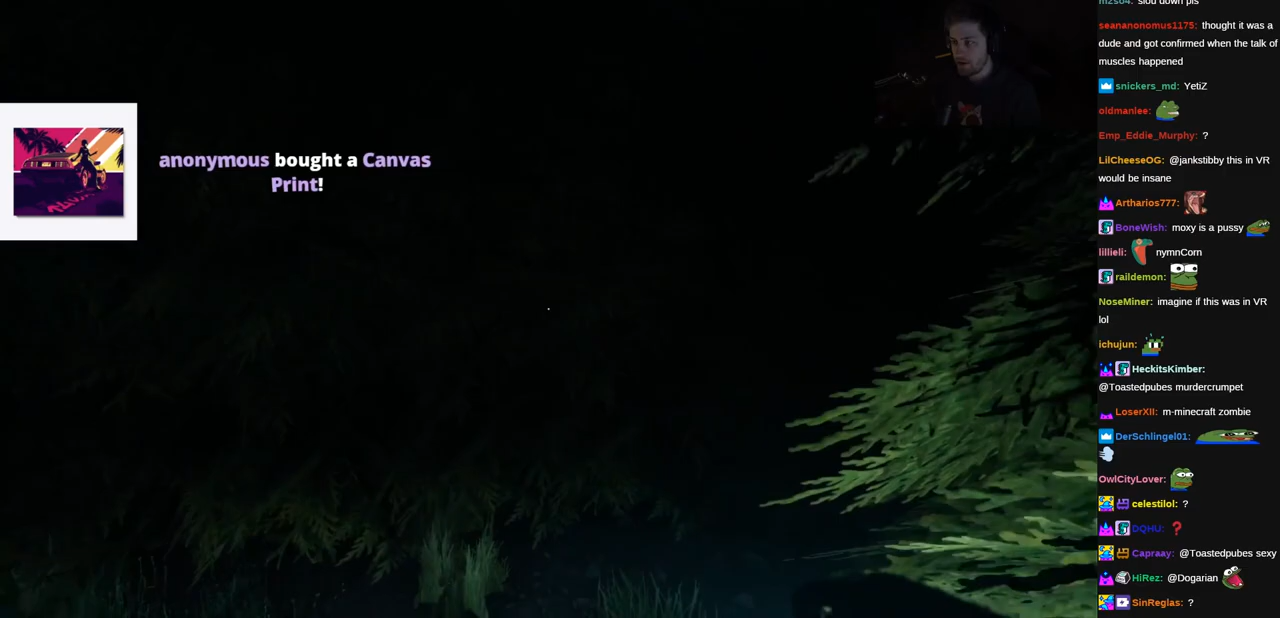 m2so4: slou down pls
seananonomus1175: thought it was a
dude and got confirmed when the talk of
muscles happened
snickers_md: YetiZ
oldmanlee:
Emp_Eddie_Murphy: ?
LilCheeseOG: @jankstibby this in VR
would be insane
Artharios777:
BoneWish: moxy is a pussy
lillieli: nymnCorn
raildemon:
NoseMiner: imagine if this was in VR
lol
ichujun:
HeckitsKimber:
@Toastedpubes murdercrumpet
LoserXII: m-minecraft zombie
DerSchlingel01:
OwlCityLover:
celestilol: ?
DQHU: ❓
Capraay: @Toastedpubes sexy
HiRez: @Dogarian
SinReglas: ?
anonymous bought a Canvas
Print!